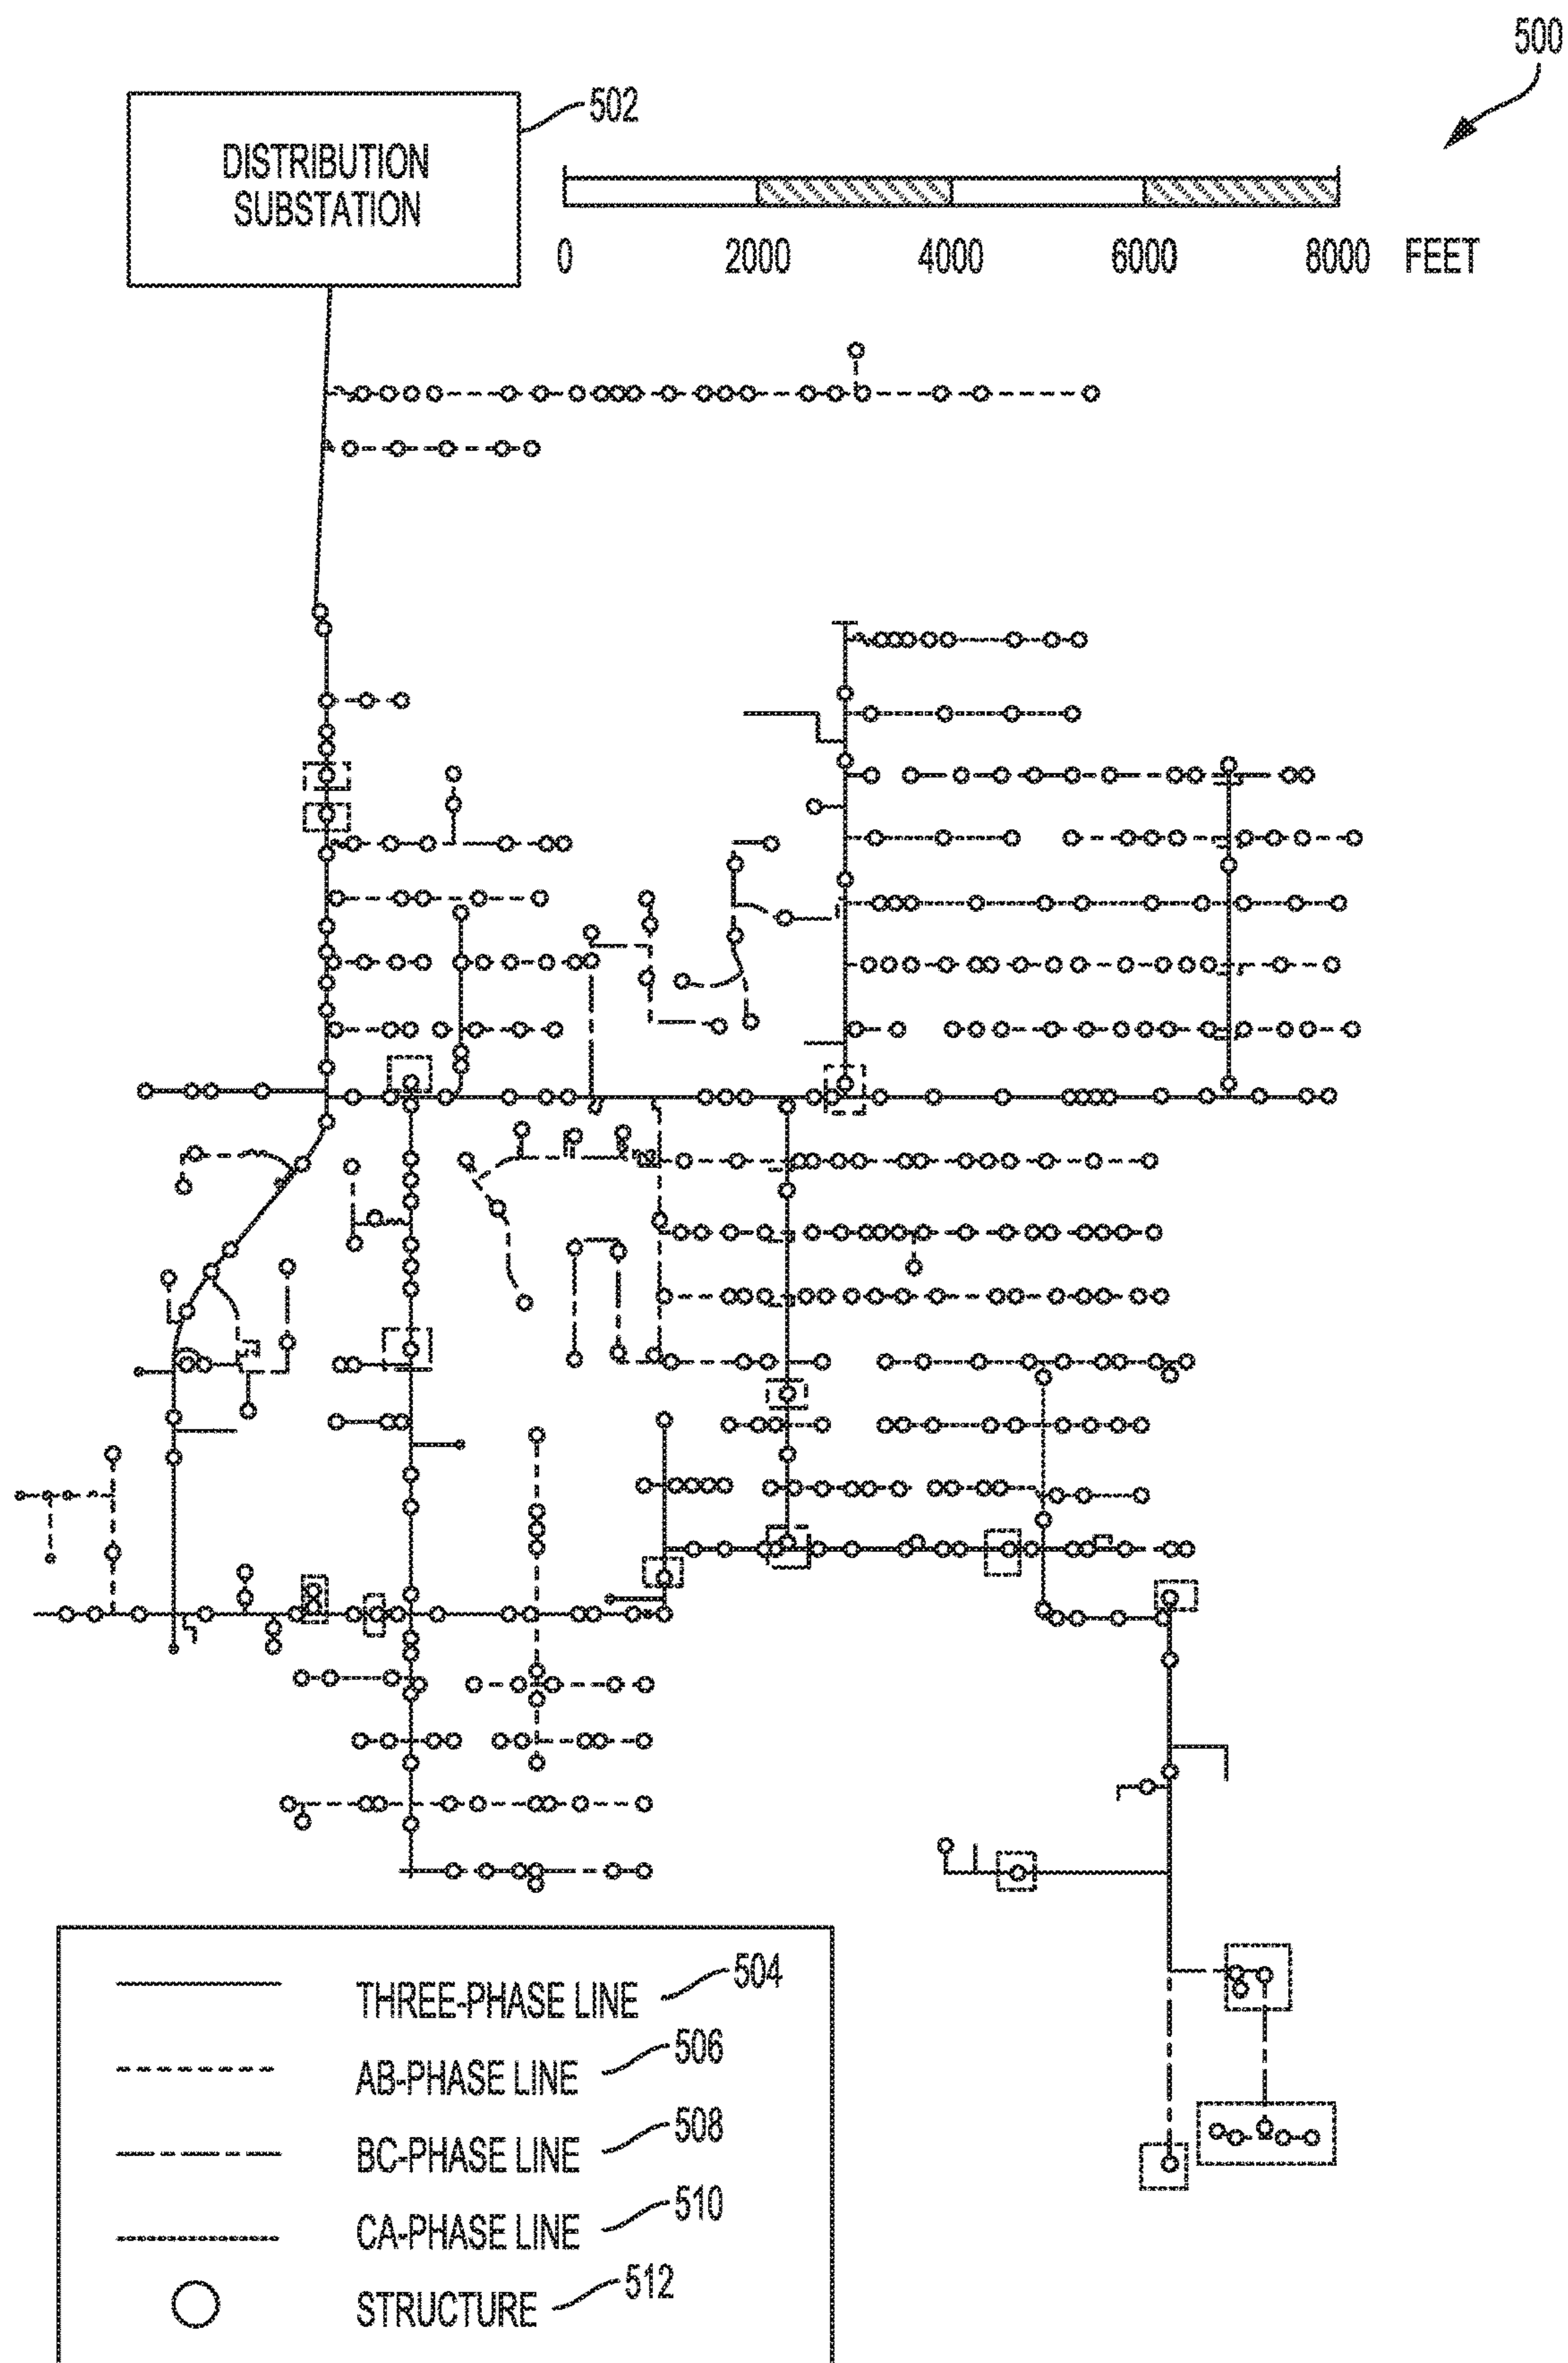 500
502
DISTRIBUTION
SUBSTATION
0 2000 4000 6000 8000 FEET
THREE-PHASE LINE 504
AB-PHASE LINE 506
BC-PHASE LINE 508
CA-PHASE LINE 510
STRUCTURE 512